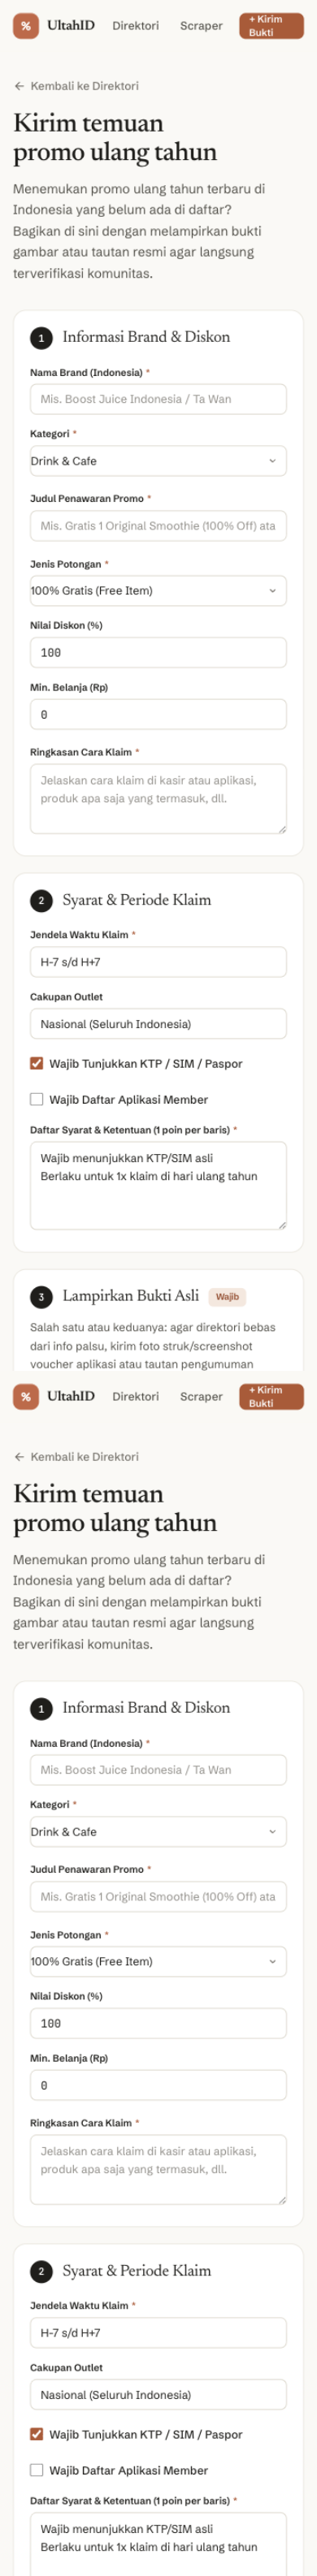 % UltahID Direktori Scraper + Kirim
Bukti
← Kembali ke Direktori
Kirim temuan
promo ulang tahun
Menemukan promo ulang tahun terbaru di
Indonesia yang belum ada di daftar?
Bagikan di sini dengan melampirkan bukti
gambar atau tautan resmi agar langsung
terverifikasi komunitas.
1 Informasi Brand & Diskon
Nama Brand (Indonesia) *
Mis. Boost Juice Indonesia / Ta Wan
Kategori *
Drink & Cafe
Judul Penawaran Promo *
Mis. Gratis 1 Original Smoothie (100% Off) ata
Jenis Potongan *
100% Gratis (Free Item)
Nilai Diskon (%)
100
Min. Belanja (Rp)
0
Ringkasan Cara Klaim *
Jelaskan cara klaim di kasir atau aplikasi,
produk apa saja yang termasuk, dll.
2 Syarat & Periode Klaim
Jendela Waktu Klaim *
H-7 s/d H+7
Cakupan Outlet
Nasional (Seluruh Indonesia)
Wajib Tunjukkan KTP / SIM / Paspor
Wajib Daftar Aplikasi Member
Daftar Syarat & Ketentuan (1 poin per baris) *
Wajib menunjukkan KTP/SIM asli
Berlaku untuk 1x klaim di hari ulang tahun
3 Lampirkan Bukti Asli Wajib
Salah satu atau keduanya: agar direktori bebas
dari info palsu, kirim foto struk/screenshot
voucher aplikasi atau tautan pengumuman
% UltahID Direktori Scraper + Kirim
Bukti
← Kembali ke Direktori
Kirim temuan
promo ulang tahun
Menemukan promo ulang tahun terbaru di
Indonesia yang belum ada di daftar?
Bagikan di sini dengan melampirkan bukti
gambar atau tautan resmi agar langsung
terverifikasi komunitas.
1 Informasi Brand & Diskon
Nama Brand (Indonesia) *
Mis. Boost Juice Indonesia / Ta Wan
Kategori *
Drink & Cafe
Judul Penawaran Promo *
Mis. Gratis 1 Original Smoothie (100% Off) ata
Jenis Potongan *
100% Gratis (Free Item)
Nilai Diskon (%)
100
Min. Belanja (Rp)
0
Ringkasan Cara Klaim *
Jelaskan cara klaim di kasir atau aplikasi,
produk apa saja yang termasuk, dll.
2 Syarat & Periode Klaim
Jendela Waktu Klaim *
H-7 s/d H+7
Cakupan Outlet
Nasional (Seluruh Indonesia)
Wajib Tunjukkan KTP / SIM / Paspor
Wajib Daftar Aplikasi Member
Daftar Syarat & Ketentuan (1 poin per baris) *
Wajib menunjukkan KTP/SIM asli
Berlaku untuk 1x klaim di hari ulang tahun